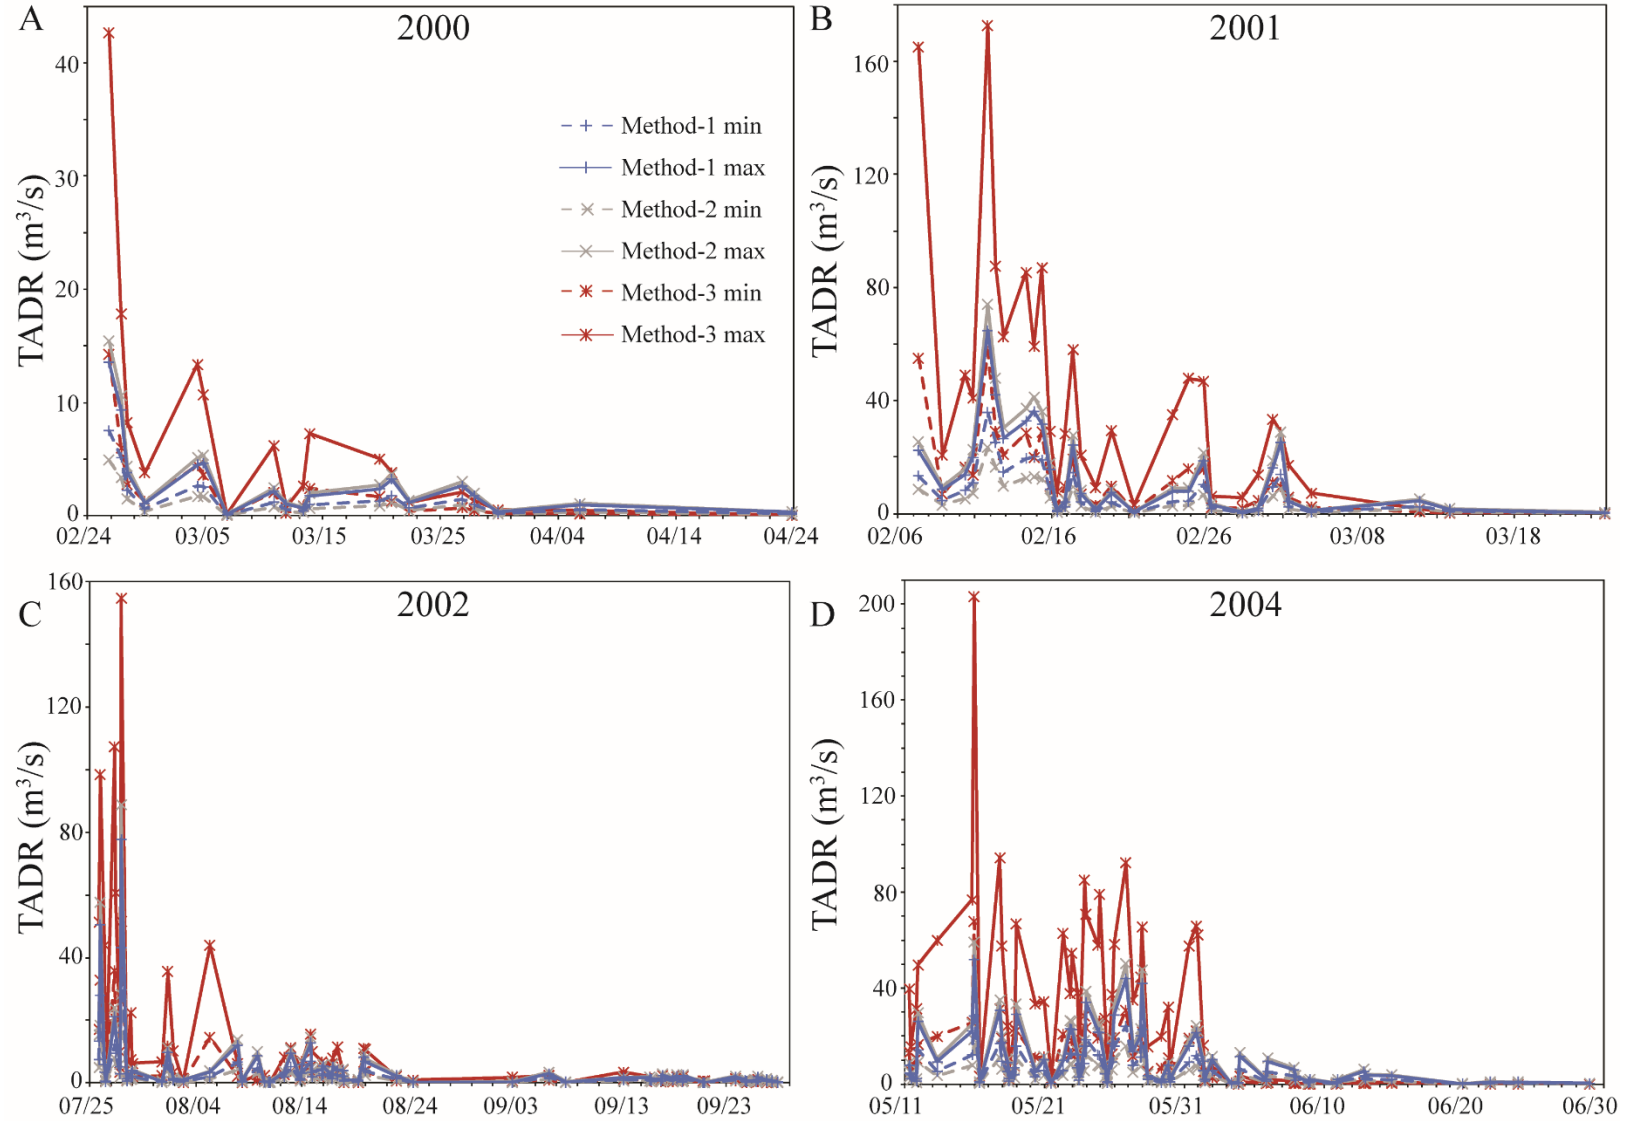 A
2000
40
30
20
10
0
TADR (m³/s)
Method-1 min
Method-1 max
Method-2 min
Method-2 max
Method-3 min
Method-3 max
02/24 03/05 03/15 03/25 04/04 04/14 04/24
B
2001
160
120
80
40
0
TADR (m³/s)
02/06 02/16 02/26 03/08 03/18
C
2002
160
120
80
40
0
TADR (m³/s)
07/25 08/04 08/14 08/24 09/03 09/13 09/23
D
2004
200
160
120
80
40
0
TADR (m³/s)
05/11 05/21 05/31 06/10 06/20 06/30